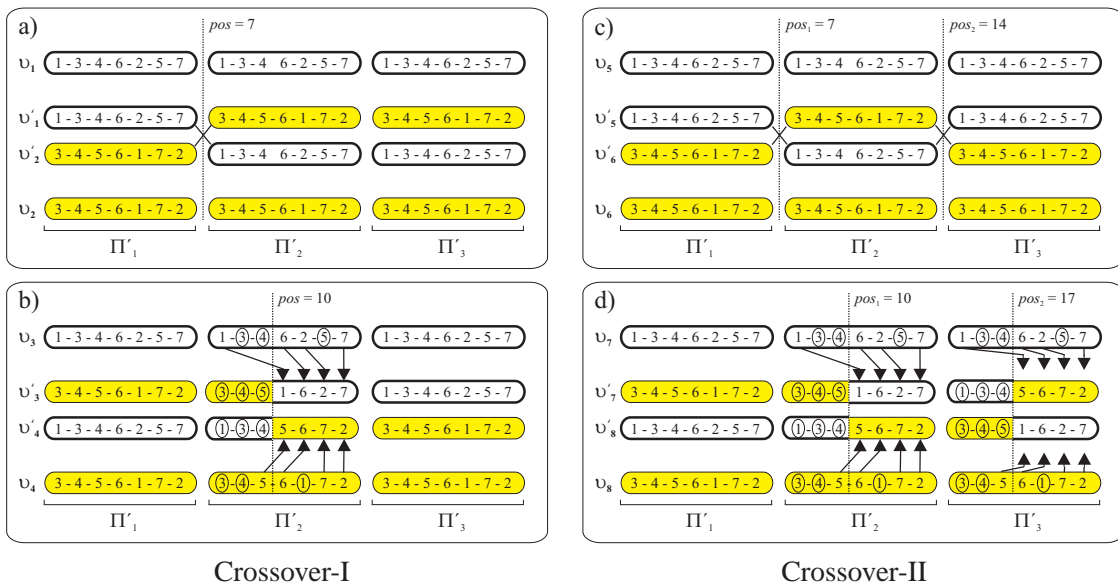 a)
pos = 7
υ1 1-3-4-6-2-5-7 1-3-4 6-2-5-7 1-3-4-6-2-5-7
υ′1 1-3-4-6-2-5-7 3-4-5-6-1-7-2 3-4-5-6-1-7-2
υ′2 3-4-5-6-1-7-2 1-3-4 6-2-5-7 1-3-4-6-2-5-7
υ2 3-4-5-6-1-7-2 3-4-5-6-1-7-2 3-4-5-6-1-7-2
Π′1 Π′2 Π′3
b)
pos = 10
υ3 1-3-4-6-2-5-7 1-3-4 6-2-5-7 1-3-4-6-2-5-7
υ′3 3-4-5-6-1-7-2 3-4-5 1-6-2-7 1-3-4-6-2-5-7
υ′4 1-3-4-6-2-5-7 1-3-4 5-6-7-2 3-4-5-6-1-7-2
υ4 3-4-5-6-1-7-2 3-4-5-6-1-7-2 3-4-5-6-1-7-2
Π′1 Π′2 Π′3
Crossover-I
c)
pos1 = 7 pos2 = 14
υ5 1-3-4-6-2-5-7 1-3-4 6-2-5-7 1-3-4-6-2-5-7
υ′5 1-3-4-6-2-5-7 3-4-5-6-1-7-2 1-3-4-6-2-5-7
υ′6 3-4-5-6-1-7-2 1-3-4 6-2-5-7 3-4-5-6-1-7-2
υ6 3-4-5-6-1-7-2 3-4-5-6-1-7-2 3-4-5-6-1-7-2
Π′1 Π′2 Π′3
d)
pos1 = 10 pos2 = 17
υ7 1-3-4-6-2-5-7 1-3-4 6-2-5-7 1-3-4 6-2-5-7
υ′7 3-4-5-6-1-7-2 3-4-5 1-6-2-7 1-3-4 5-6-7-2
υ′8 1-3-4-6-2-5-7 1-3-4 5-6-7-2 3-4-5 1-6-2-7
υ8 3-4-5-6-1-7-2 3-4-5-6-1-7-2 3-4-5 6-1-7-2
Π′1 Π′2 Π′3
Crossover-II